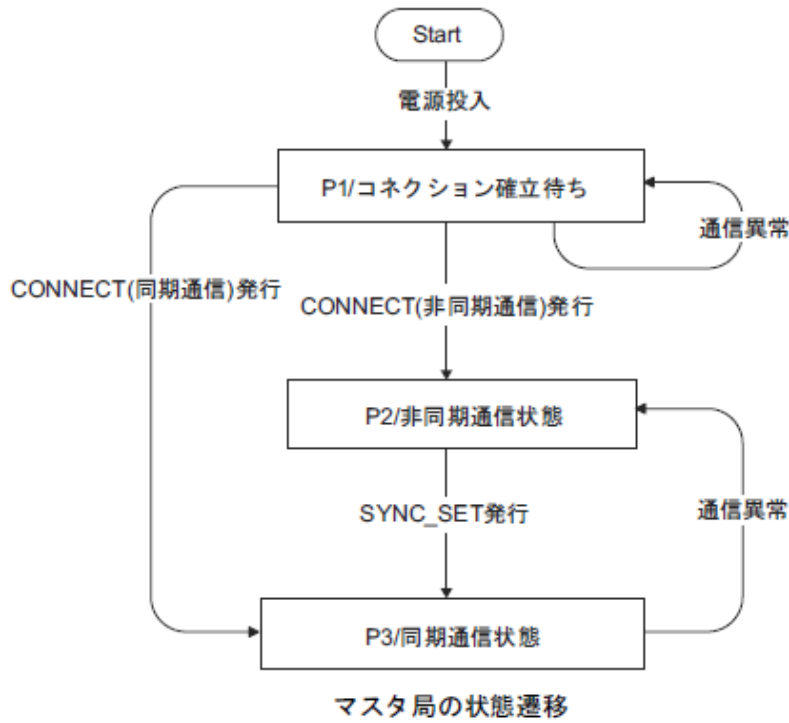 Start
電源投入
P1/コネクション確立待ち
通信異常
CONNECT(同期通信)発行
CONNECT(非同期通信)発行
P2/非同期通信状態
SYNC_SET発行
通信異常
P3/同期通信状態
マスタ局の状態遷移